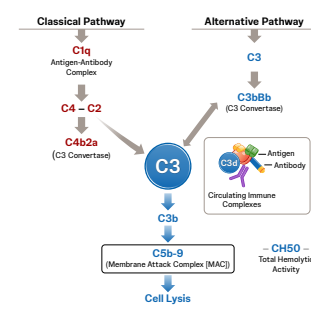 Classical Pathway
C1q
Antigen-Antibody
Complex
C4 – C2
C4b2a
(C3 Convertase)
Alternative Pathway
C3
C3bBb
(C3 Convertase)
C3
C3d
Antigen
Antibody
Circulating Immune
Complexes
C3b
C5b-9
(Membrane Attack Complex [MAC])
Cell Lysis
– CH50 –
Total Hemolytic
Activity